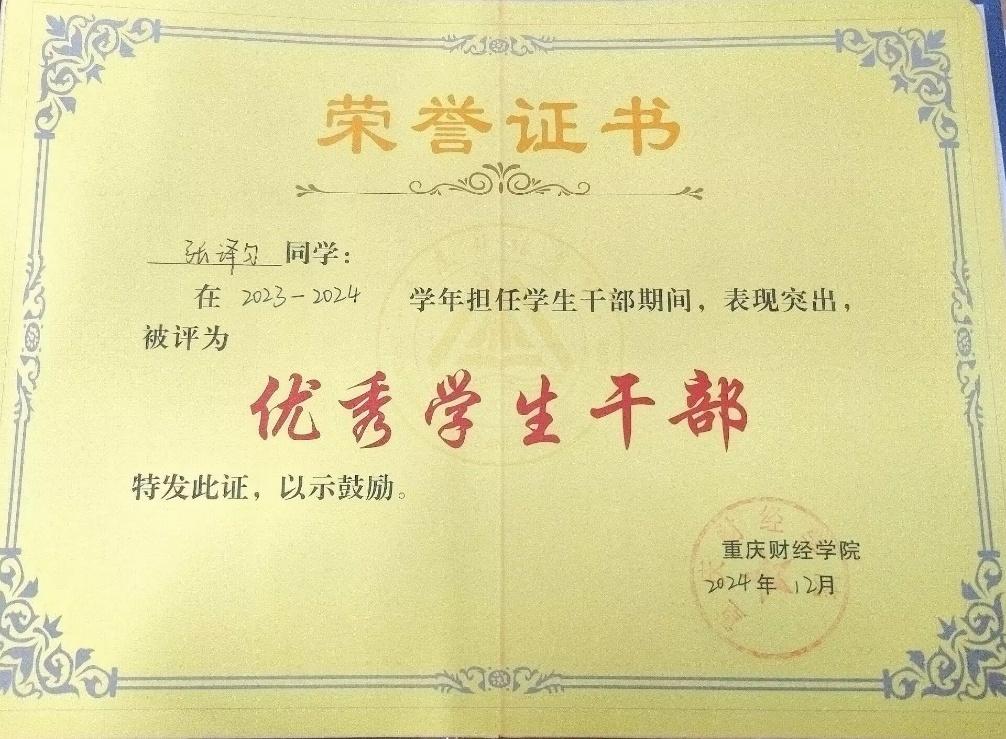 荣誉证书
张译 同学：
在 2023-2024 学年担任学生干部期间，表现突出，
被评为
优秀学生干部
特发此证，以示鼓励。
重庆财经学院
2024年12月